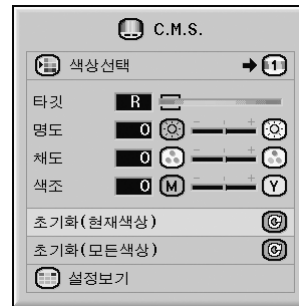 C.M.S.
색상선택 1
타깃 R
명도 0 - +
채도 0 - +
색조 0 M - + Y
초기화(현재색상)
초기화(모든색상)
설정보기